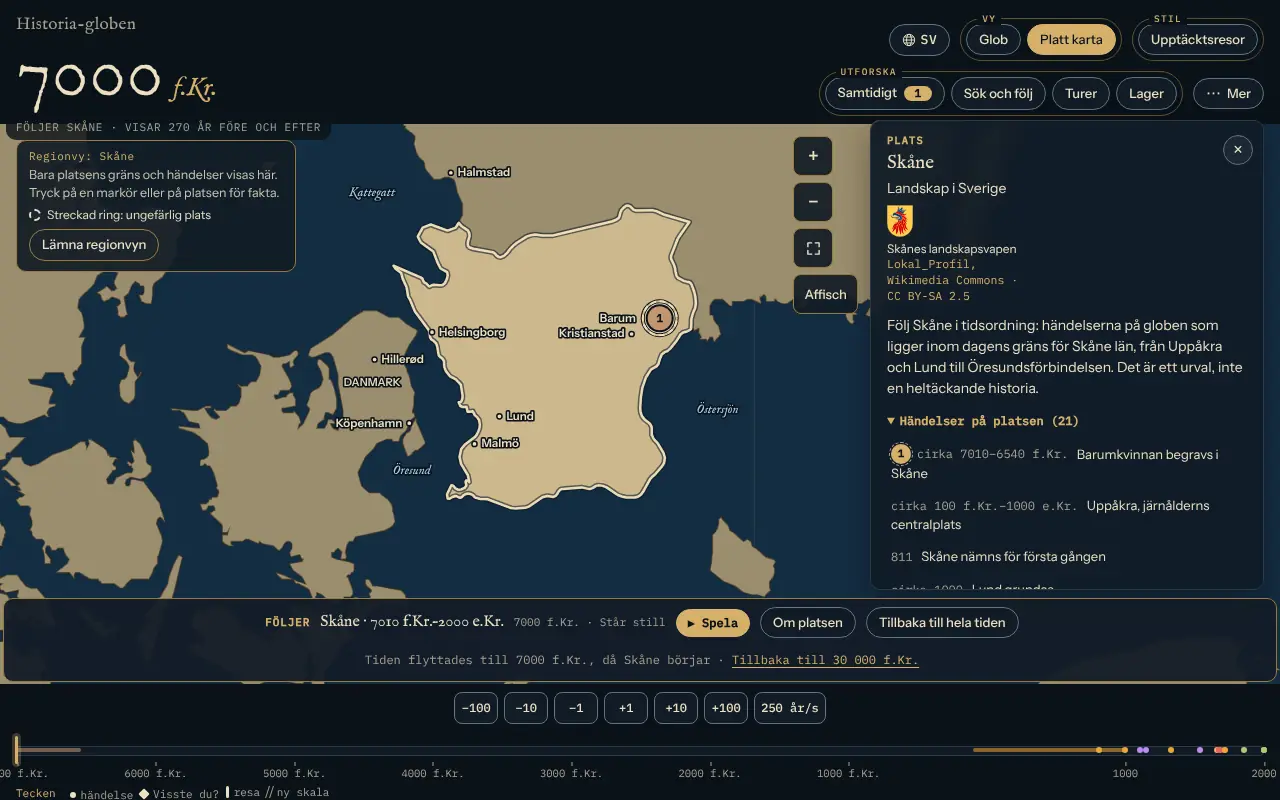 Historia-globen
7000 f.Kr.
VY
STIL
SV
Glob
Platt karta
Upptäcktsresor
UTFORSKA
Samtidigt 1
Sök och följ
Turer
Lager
··· Mer
FÖLJER SKÅNE · VISAR 270 ÅR FÖRE OCH EFTER
Regionvy: Skåne
Bara platsens gräns och händelser visas här.
Tryck på en markör eller på platsen för fakta.
Streckad ring: ungefärlig plats
Lämna regionvyn
Kattegatt
Halmstad
Helsingborg
Hillerød
DANMARK
Köpenhamn
Öresund
Lund
Malmö
Barum
Kristianstad
1
Östersjön
+
−
Affisch
PLATS
Skåne
×
Landskap i Sverige
Skånes landskapsvapen
Lokal_Profil,
Wikimedia Commons ·
CC BY-SA 2.5
Följ Skåne i tidsordning: händelserna på globen som
ligger inom dagens gräns för Skåne län, från Uppåkra
och Lund till Öresundsförbindelsen. Det är ett urval, inte
en heltäckande historia.
▼ Händelser på platsen (21)
1 cirka 7010–6540 f.Kr. Barumkvinnan begravs i
Skåne
cirka 100 f.Kr.–1000 e.Kr. Uppåkra, järnålderns
centralplats
811 Skåne nämns för första gången
cirka 1000 Lund grundas
FÖLJER Skåne · 7010 f.Kr.–2000 e.Kr. 7000 f.Kr. · Står still ▶ Spela Om platsen Tillbaka till hela tiden
Tiden flyttades till 7000 f.Kr., då Skåne börjar · Tillbaka till 30 000 f.Kr.
−100 −10 −1 +1 +10 +100 250 år/s
00 f.Kr. 6000 f.Kr. 5000 f.Kr. 4000 f.Kr. 3000 f.Kr. 2000 f.Kr. 1000 f.Kr. 1000 2000
Tecken händelse Visste du? resa // ny skala